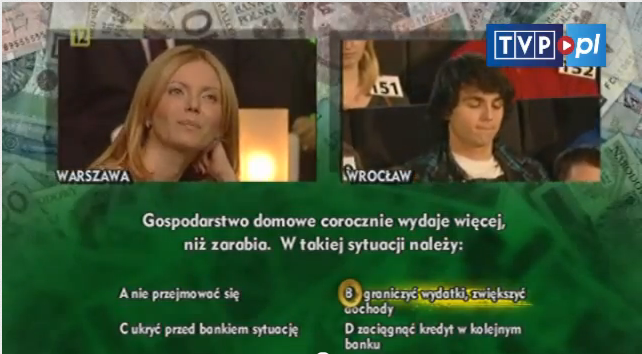 TVP.pl
12
151
152
WARSZAWA
WROCŁAW
Gospodarstwo domowe corocznie wydaje więcej,
niż zarabia. W takiej sytuacji należy:
A nie przejmować się
B graniczyć wydatki, zwiększyć
dochody
C ukryć przed bankiem sytuację
D zaciągnąć kredyt w kolejnym
banku